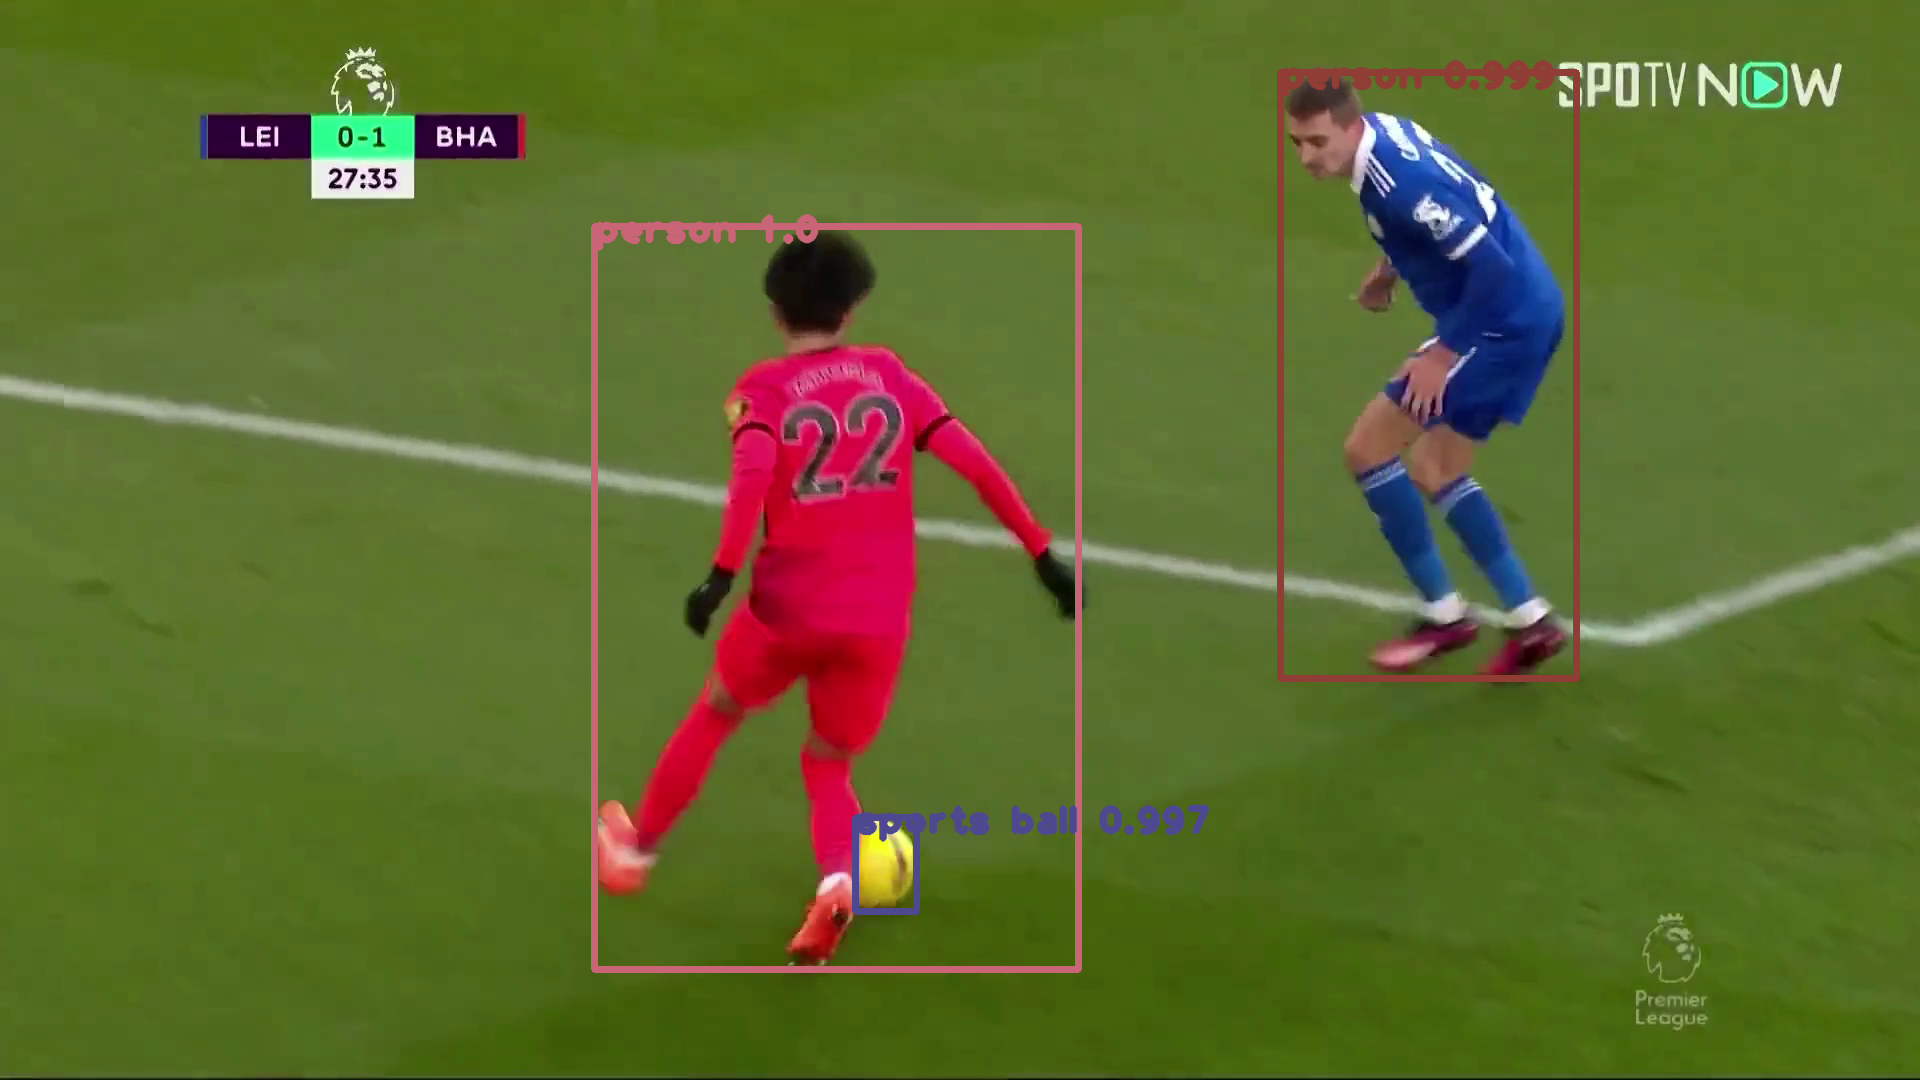 person 0.999
SPOTV NOW
LEI 0-1 BHA
27:35
person 1.0
22
sports ball 0.997
Premier
League